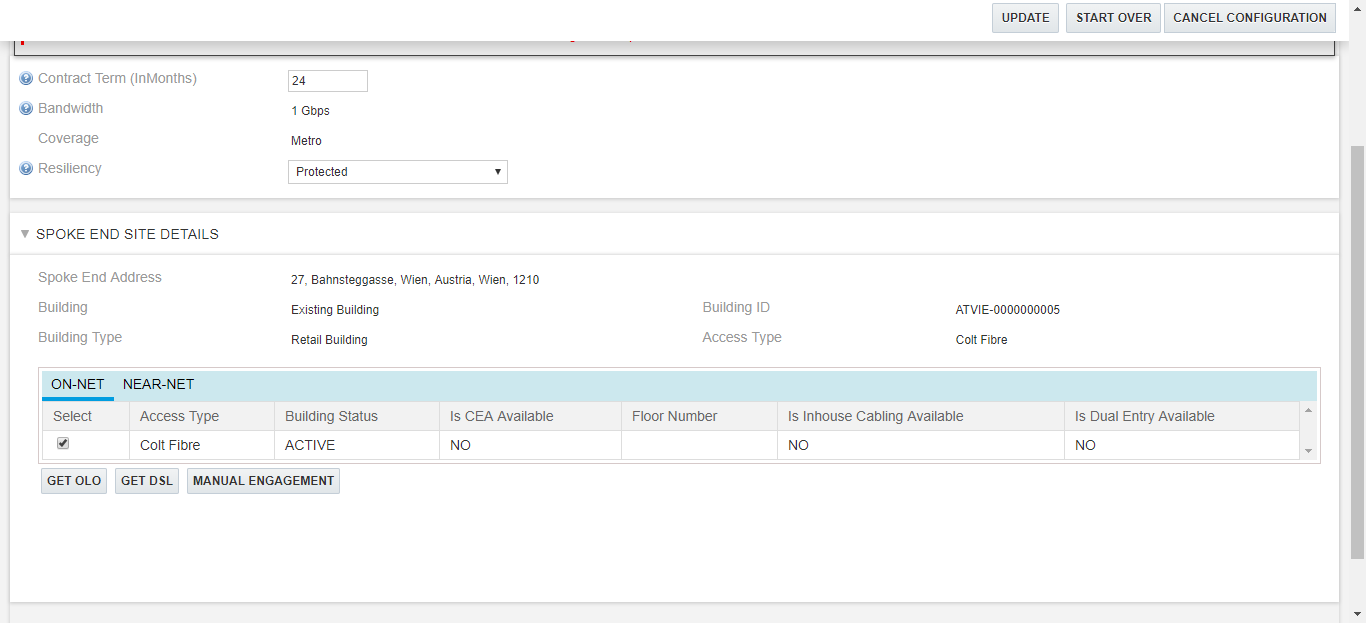 UPDATE START OVER CANCEL CONFIGURATION
Contract Term (InMonths) 24
Bandwidth 1 Gbps
Coverage Metro
Resiliency Protected
SPOKE END SITE DETAILS
Spoke End Address 27, Bahnsteggasse, Wien, Austria, Wien, 1210
Building Existing Building Building ID ATVIE-0000000005
Building Type Retail Building Access Type Colt Fibre
ON-NET NEAR-NET
Select Access Type Building Status Is CEA Available Floor Number Is Inhouse Cabling Available Is Dual Entry Available
Colt Fibre ACTIVE NO NO NO
GET OLO GET DSL MANUAL ENGAGEMENT